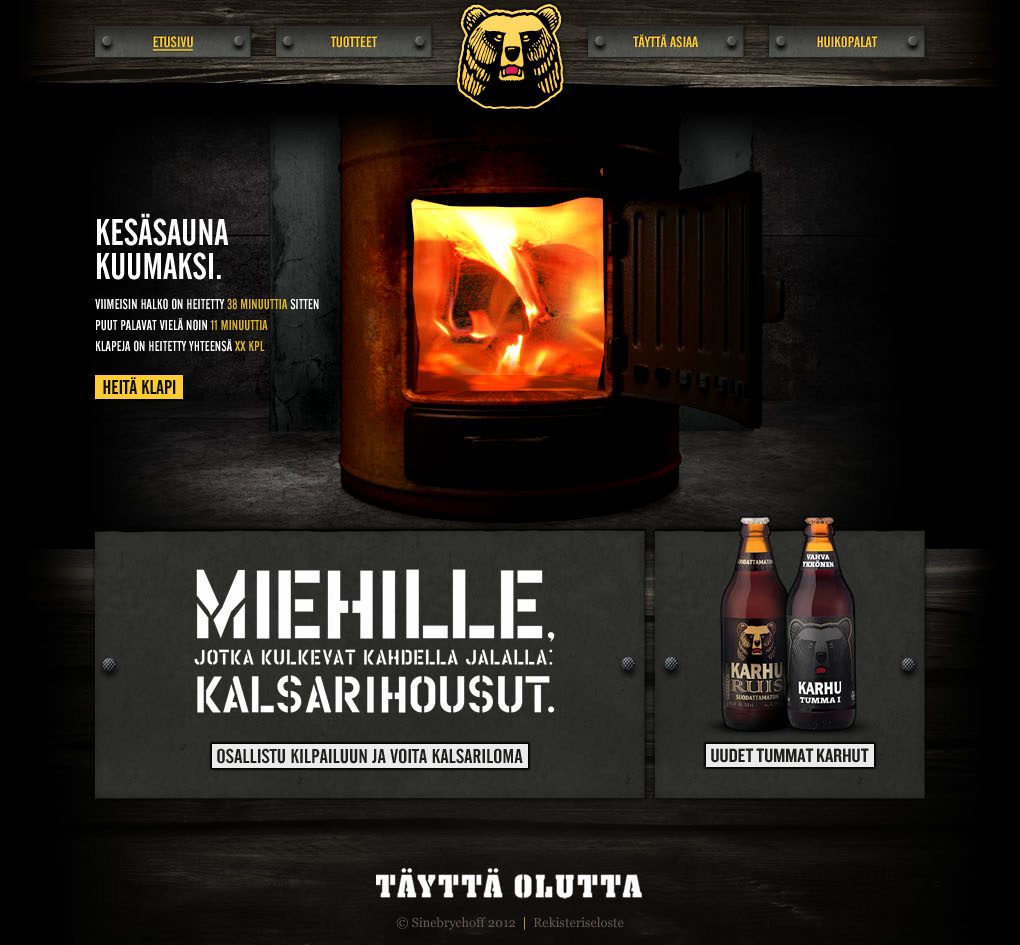 ETUSIVU
TUOTTEET
TÄYTTÄ ASIAA
HUIKOPALAT
KESÄSAUNA
KUUMAKSI.
VIIMEISIN HALKO ON HEITETTY 38 MINUUTTIA SITTEN
PUUT PALAVAT VIELÄ NOIN 11 MINUUTTIA
KLAPEJA ON HEITETTY YHTEENSÄ XX KPL
HEITÄ KLAPI
MIEHILLE,
JOTKA KULKEVAT KAHDELLA JALALLA:
KALSARIHOUSUT.
OSALLISTU KILPAILUUN JA VOITA KALSARILOMA
SUODATTAMATON
KARHU
RUIS
SUODATTAMATON
VAHVA
YKKÖNEN
KARHU
TUMMA I
UUDET TUMMAT KARHUT
TÄYTTÄ OLUTTA
© Sinebrychoff 2012 | Rekisteriseloste